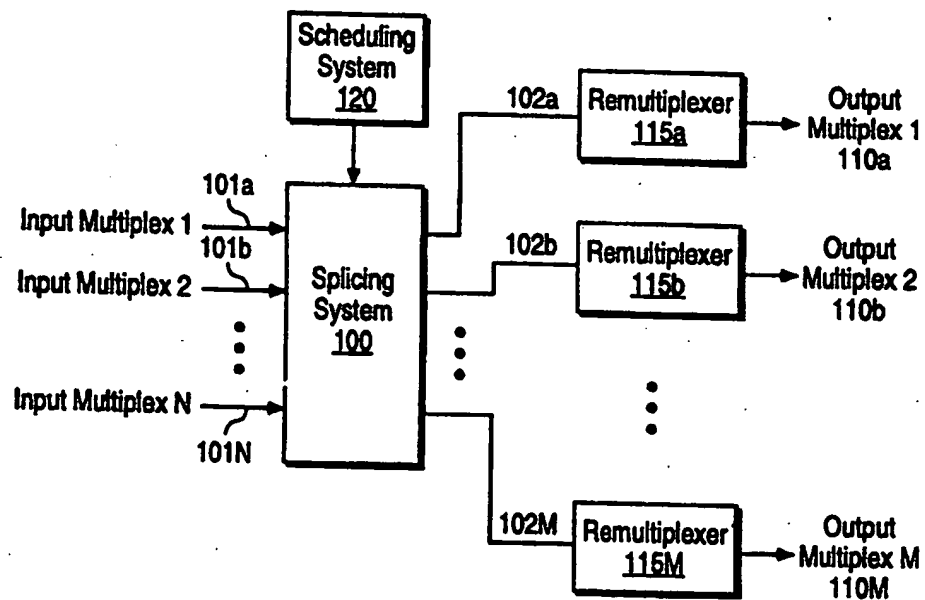 Scheduling
System
120
102a
Remultiplexer
115a
Output
Multiplex 1
110a
101a
Input Multiplex 1
101b
Input Multiplex 2
Splicing
System
100
102b
Remultiplexer
115b
Output
Multiplex 2
110b
Input Multiplex N
101N
102M
Remultiplexer
115M
Output
Multiplex M
110M